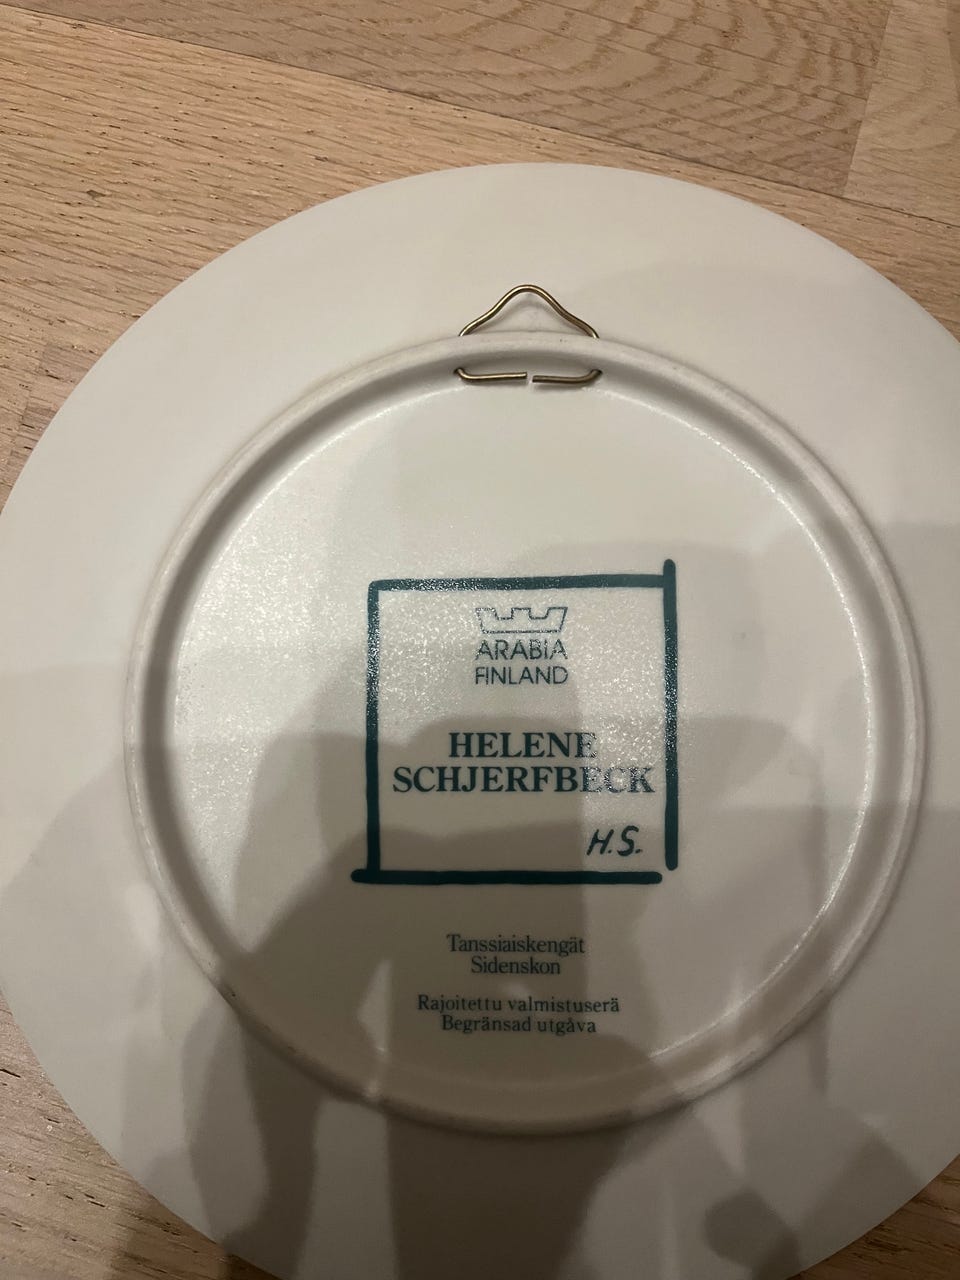 ARABIA
FINLAND
HELENE
SCHJERFBECK
H.S.
Tanssiaiskengät
Sidenskon
Rajoitettu valmistuserä
Begränsad utgåva